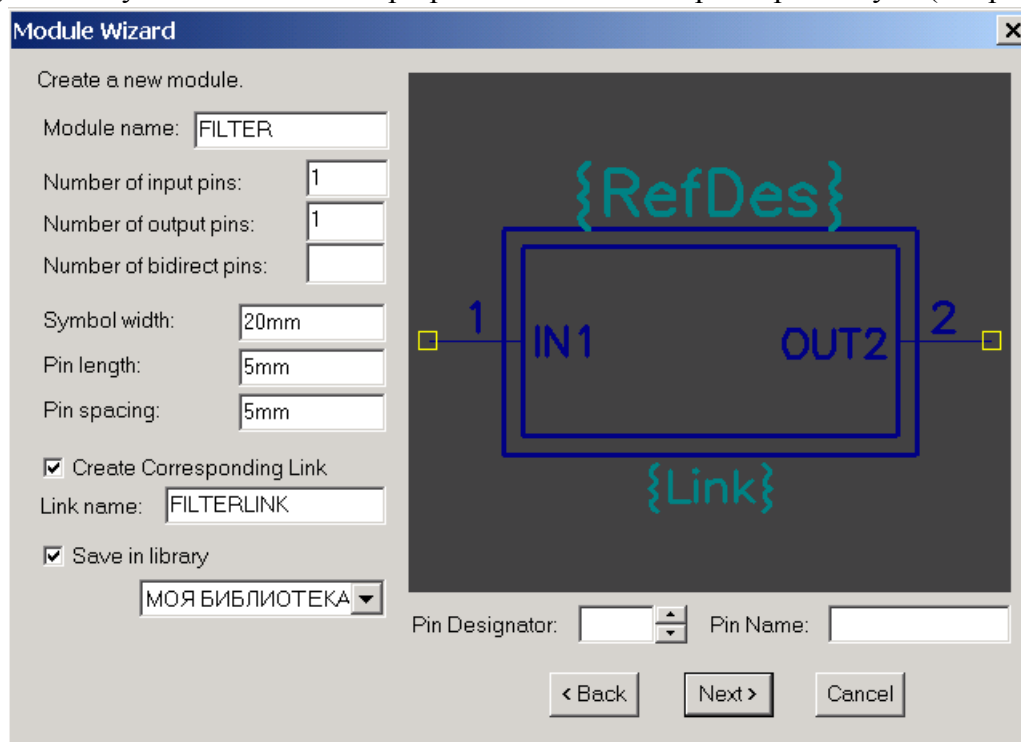 Module Wizard
Create a new module.
Module name: FILTER
Number of input pins: 1
Number of output pins: 1
Number of bidirect pins:
Symbol width: 20mm
Pin length: 5mm
Pin spacing: 5mm
Create Corresponding Link
Link name: FILTERLINK
Save in library
МОЯ БИБЛИОТЕКА
{RefDes}
1 IN1 OUT2 2
{Link}
Pin Designator: Pin Name:
< Back Next > Cancel